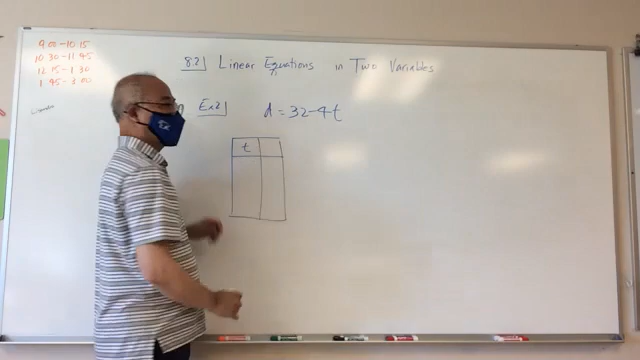 9:00-10:15
10:30-11:45
12:15-1:30
1:45-3:00
8.2 Linear Equations in Two Variables
Ex2 d = 32-4t
t